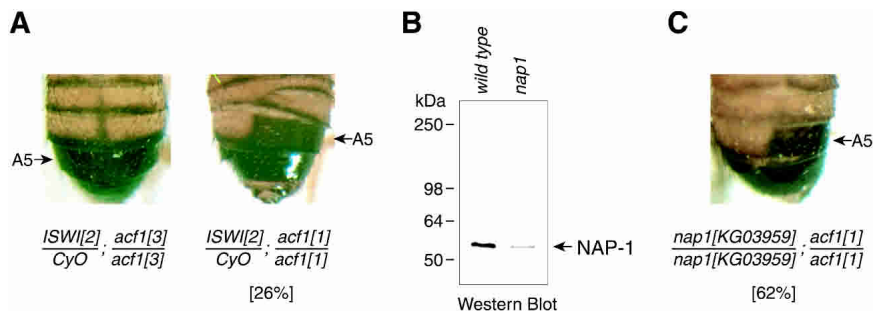 A
A5
ISWI[2]
CyO
;
acf1[3]
acf1[3]
A5
ISWI[2]
CyO
;
acf1[1]
acf1[1]
[26%]
B
wild type
nap1
kDa
250
98
64
50
NAP-1
Western Blot
C
A5
nap1[KG03959]
nap1[KG03959]
;
acf1[1]
acf1[1]
[62%]